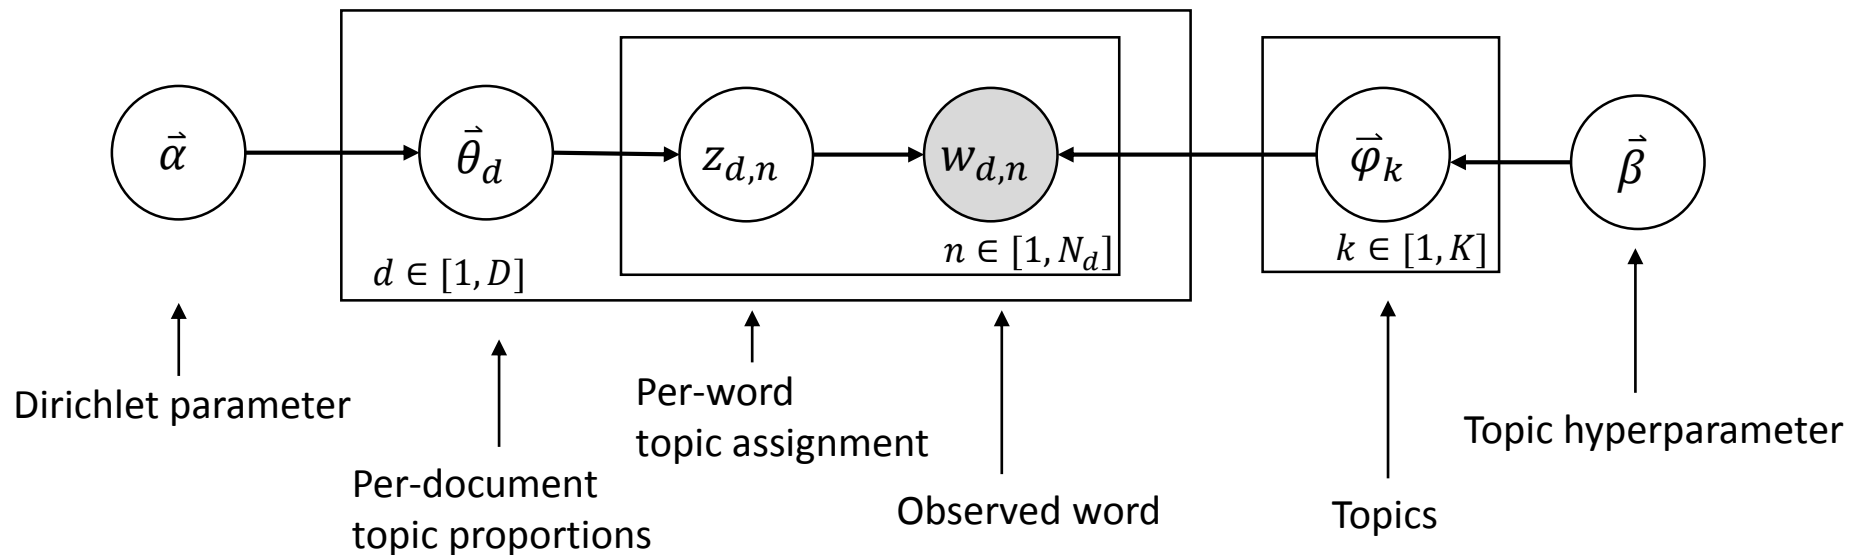 α⃗
θ⃗_d
z_{d,n}
w_{d,n}
φ⃗_k
β⃗
d ∈ [1, D]
n ∈ [1, N_d]
k ∈ [1, K]
Dirichlet parameter
Per-document
topic proportions
Per-word
topic assignment
Observed word
Topics
Topic hyperparameter